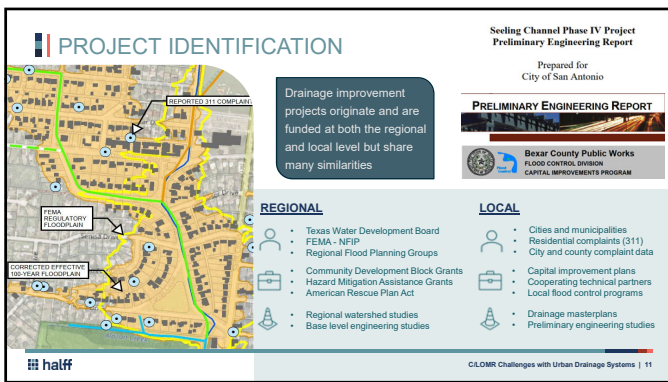 PROJECT IDENTIFICATION
REPORTED 311 COMPLAINT
FEMA
REGULATORY
FLOODPLAIN
CORRECTED EFFECTIVE
100-YEAR FLOODPLAIN
Drainage improvement
projects originate and are
funded at both the regional
and local level but share
many similarities
Seeling Channel Phase IV Project
Preliminary Engineering Report
Prepared for
City of San Antonio
PRELIMINARY ENGINEERING REPORT
Bexar County Public Works
FLOOD CONTROL DIVISION
CAPITAL IMPROVEMENTS PROGRAM
REGIONAL
• Texas Water Development Board
• FEMA - NFIP
• Regional Flood Planning Groups
• Community Development Block Grants
• Hazard Mitigation Assistance Grants
• American Rescue Plan Act
• Regional watershed studies
• Base level engineering studies
LOCAL
• Cities and municipalities
• Residential complaints (311)
• City and county complaint data
• Capital improvement plans
• Cooperating technical partners
• Local flood control programs
• Drainage masterplans
• Preliminary engineering studies
halff
C/LOMR Challenges with Urban Drainage Systems | 11